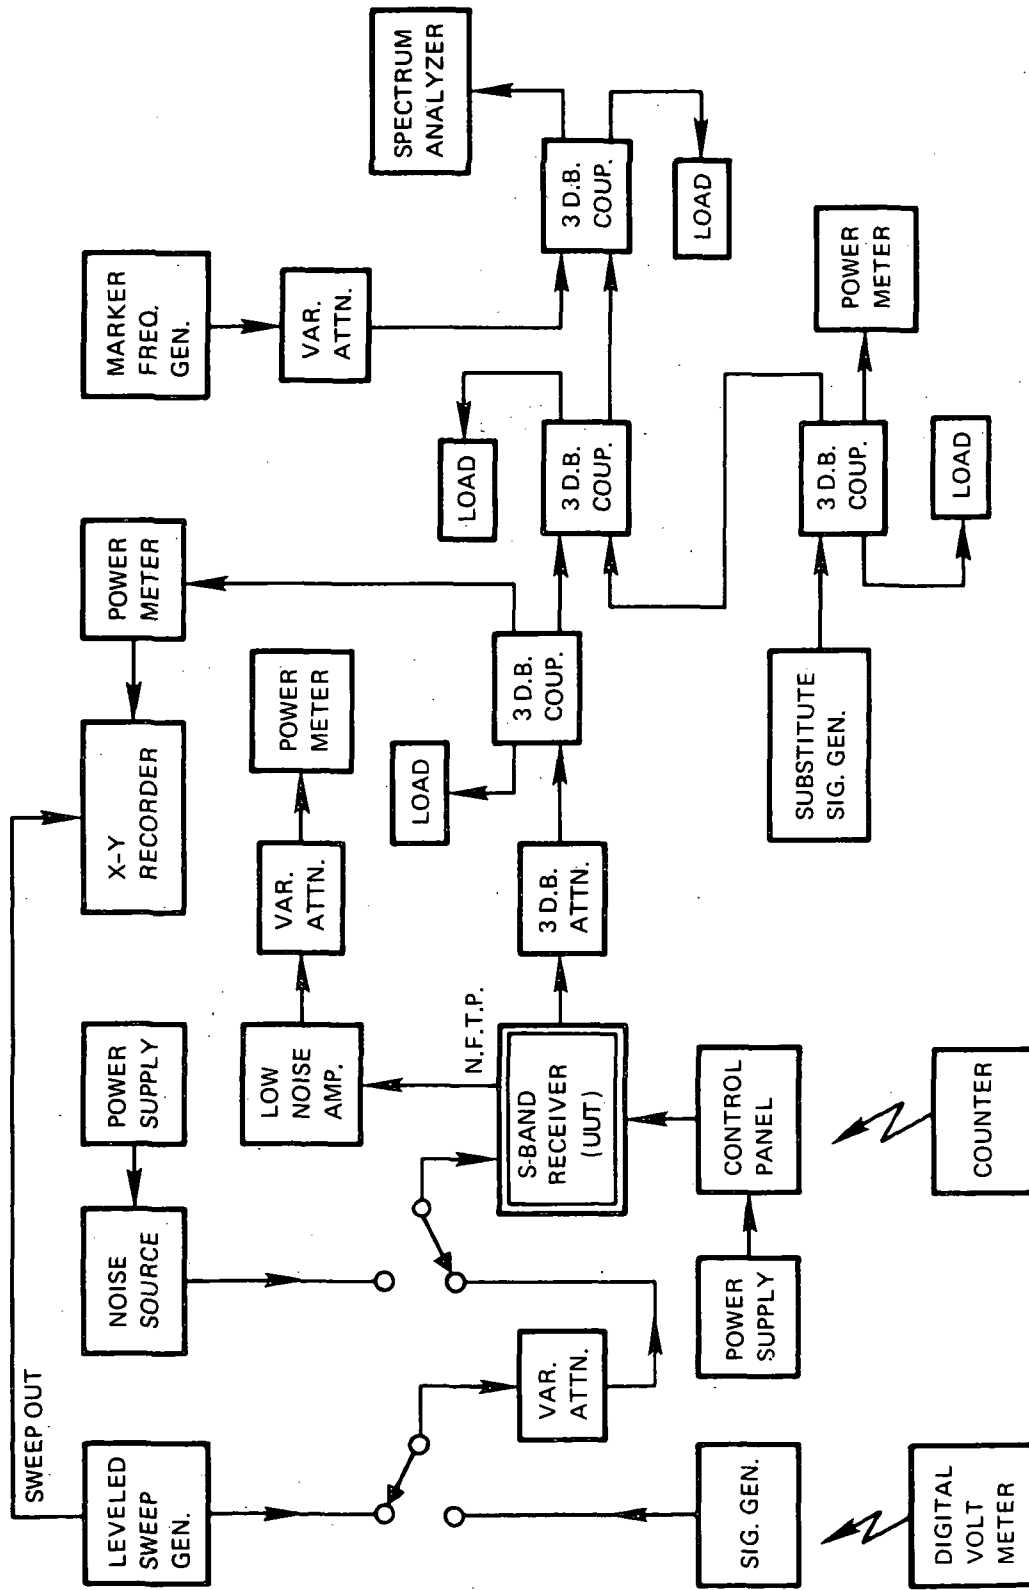 SWEEP OUT
LEVELED
SWEEP
GEN.
NOISE
SOURCE
POWER
SUPPLY
X-Y
RECORDER
POWER
METER
MARKER
FREQ.
GEN.
LOW
NOISE
AMP.
VAR.
ATTN.
POWER
METER
VAR.
ATTN.
SPECTRUM
ANALYZER
LOAD
LOAD
N.F.T.P.
VAR.
ATTN.
S-BAND
RECEIVER
(UUT)
3 D.B.
ATTN.
3 D.B.
COUP.
3 D.B.
COUP.
3 D.B.
COUP.
LOAD
SIG. GEN.
POWER
SUPPLY
CONTROL
PANEL
SUBSTITUTE
SIG. GEN.
3 D.B.
COUP.
POWER
METER
DIGITAL
VOLT
METER
COUNTER
LOAD